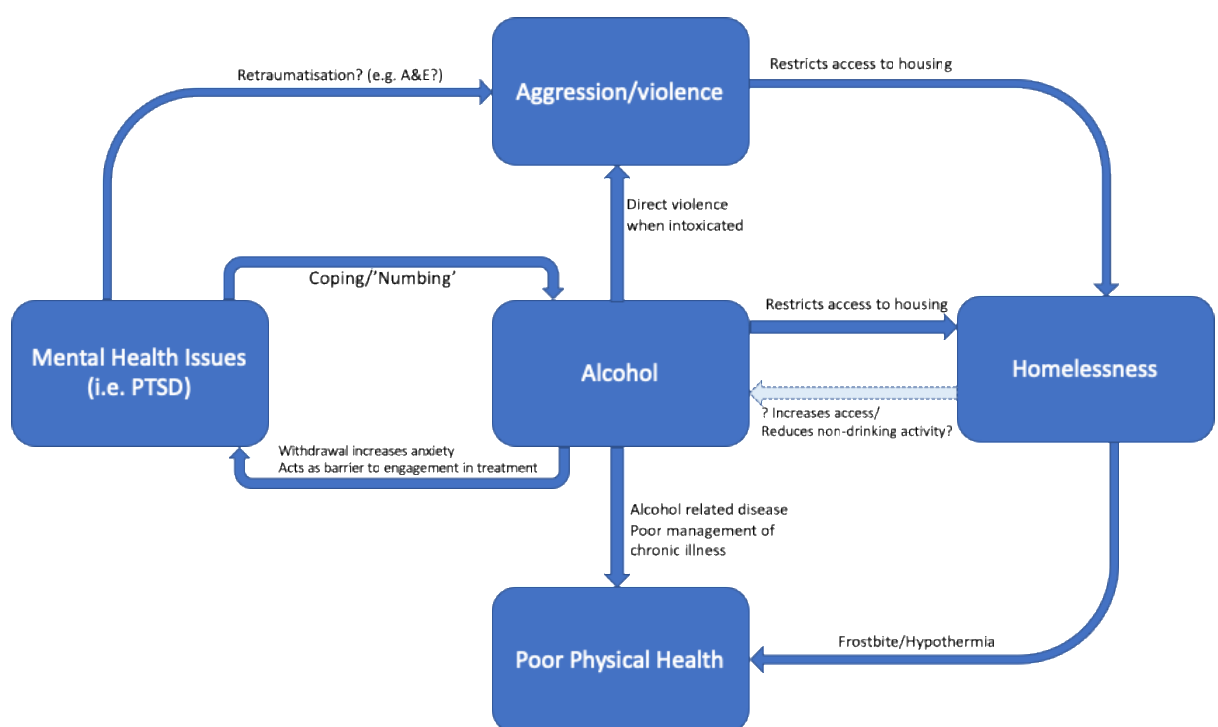 Retraumatisation? (e.g. A&E?)
Restricts access to housing
Aggression/violence
Direct violence
when intoxicated
Coping/’Numbing’
Restricts access to housing
Mental Health Issues
(i.e. PTSD)
Alcohol
Homelessness
? Increases access/
Reduces non-drinking activity?
Withdrawal increases anxiety
Acts as barrier to engagement in treatment
Alcohol related disease
Poor management of
chronic illness
Frostbite/Hypothermia
Poor Physical Health